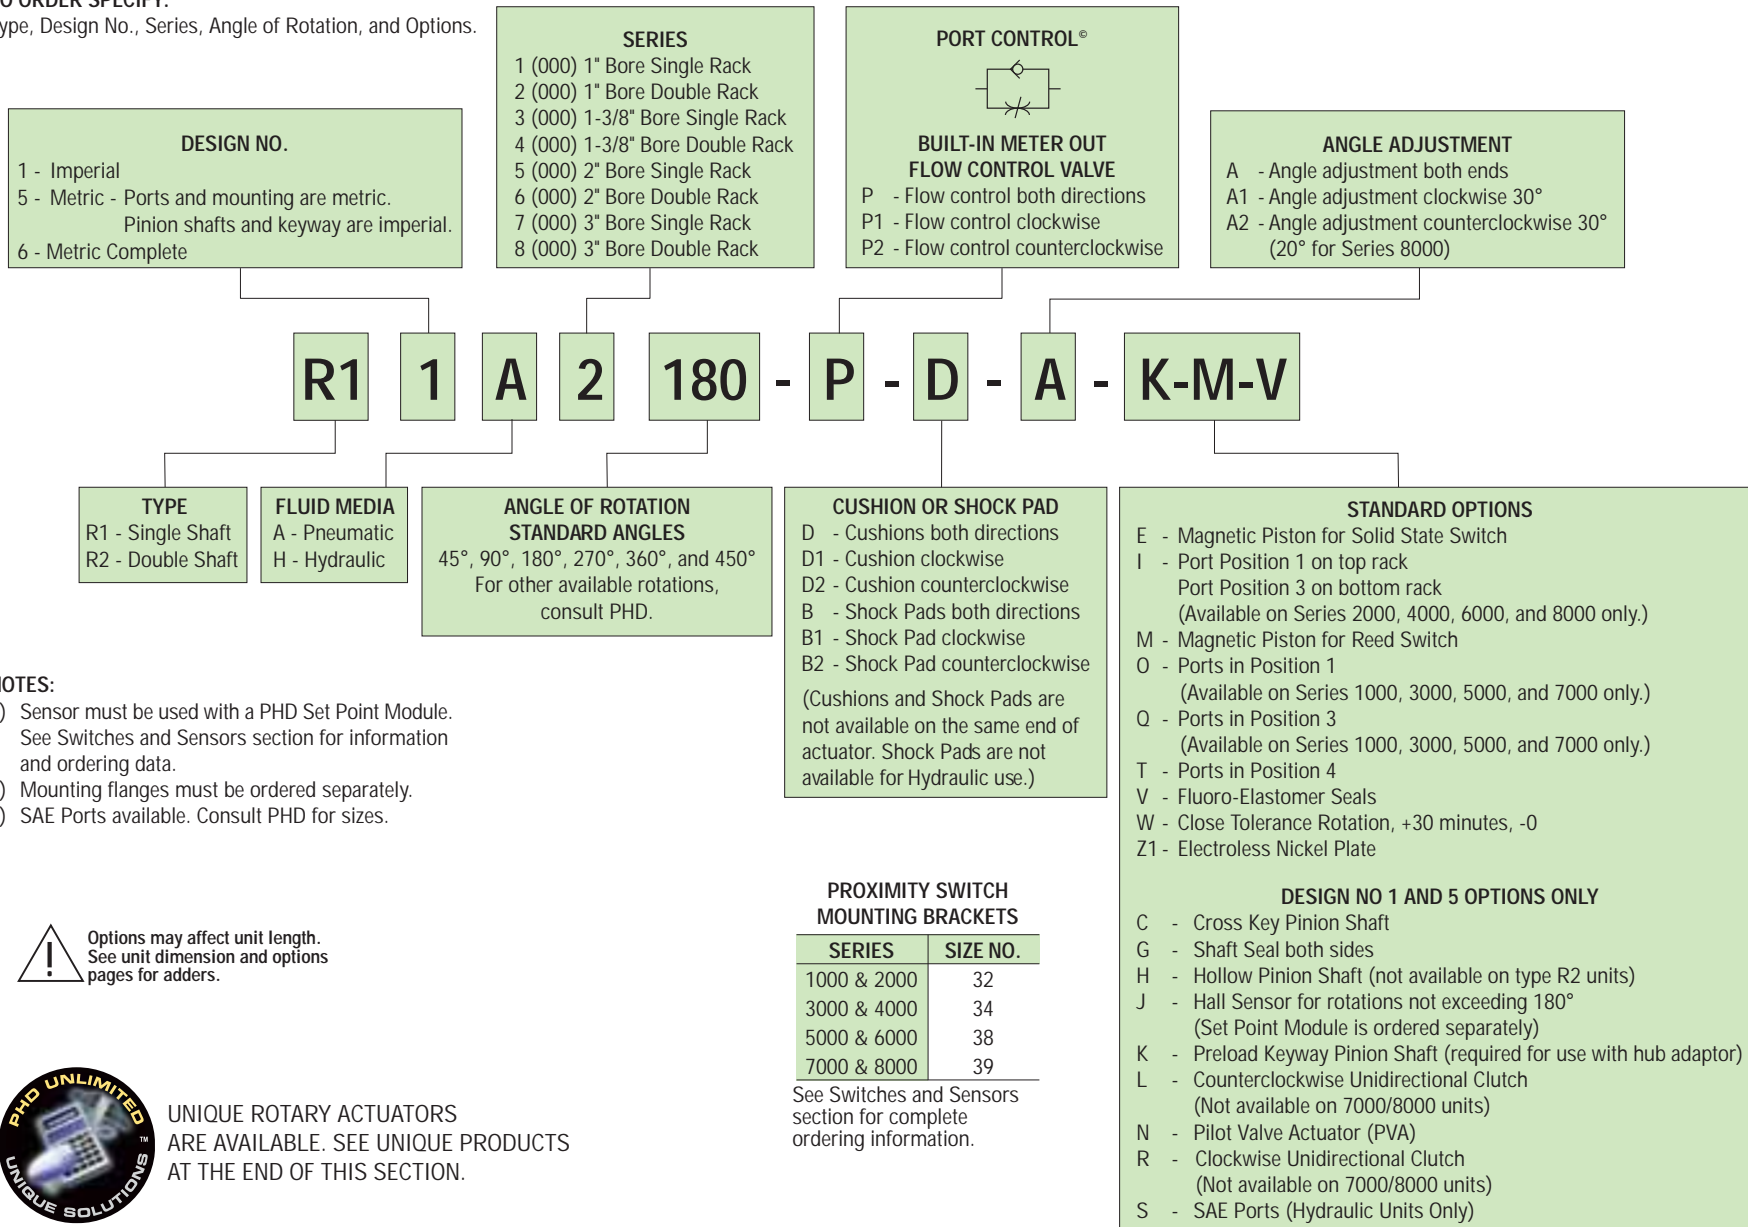 O ORDER SPECIFY:
ype, Design No., Series, Angle of Rotation, and Options.
DESIGN NO.
1 - Imperial
5 - Metric - Ports and mounting are metric.
Pinion shafts and keyway are imperial.
6 - Metric Complete
SERIES
1 (000) 1" Bore Single Rack
2 (000) 1" Bore Double Rack
3 (000) 1-3/8" Bore Single Rack
4 (000) 1-3/8" Bore Double Rack
5 (000) 2" Bore Single Rack
6 (000) 2" Bore Double Rack
7 (000) 3" Bore Single Rack
8 (000) 3" Bore Double Rack
PORT CONTROL©
BUILT-IN METER OUT
FLOW CONTROL VALVE
P - Flow control both directions
P1 - Flow control clockwise
P2 - Flow control counterclockwise
ANGLE ADJUSTMENT
A - Angle adjustment both ends
A1 - Angle adjustment clockwise 30°
A2 - Angle adjustment counterclockwise 30°
(20° for Series 8000)
R1 1 A 2 180 - P - D - A - K-M-V
TYPE
R1 - Single Shaft
R2 - Double Shaft
FLUID MEDIA
A - Pneumatic
H - Hydraulic
ANGLE OF ROTATION
STANDARD ANGLES
45°, 90°, 180°, 270°, 360°, and 450°
For other available rotations,
consult PHD.
CUSHION OR SHOCK PAD
D - Cushions both directions
D1 - Cushion clockwise
D2 - Cushion counterclockwise
B - Shock Pads both directions
B1 - Shock Pad clockwise
B2 - Shock Pad counterclockwise
(Cushions and Shock Pads are
not available on the same end of
actuator. Shock Pads are not
available for Hydraulic use.)
STANDARD OPTIONS
E - Magnetic Piston for Solid State Switch
I - Port Position 1 on top rack
Port Position 3 on bottom rack
(Available on Series 2000, 4000, 6000, and 8000 only.)
M - Magnetic Piston for Reed Switch
O - Ports in Position 1
(Available on Series 1000, 3000, 5000, and 7000 only.)
Q - Ports in Position 3
(Available on Series 1000, 3000, 5000, and 7000 only.)
T - Ports in Position 4
V - Fluoro-Elastomer Seals
W - Close Tolerance Rotation, +30 minutes, -0
Z1 - Electroless Nickel Plate
DESIGN NO 1 AND 5 OPTIONS ONLY
C - Cross Key Pinion Shaft
G - Shaft Seal both sides
H - Hollow Pinion Shaft (not available on type R2 units)
J - Hall Sensor for rotations not exceeding 180°
(Set Point Module is ordered separately)
K - Preload Keyway Pinion Shaft (required for use with hub adaptor)
L - Counterclockwise Unidirectional Clutch
(Not available on 7000/8000 units)
N - Pilot Valve Actuator (PVA)
R - Clockwise Unidirectional Clutch
(Not available on 7000/8000 units)
S - SAE Ports (Hydraulic Units Only)
NOTES:
) Sensor must be used with a PHD Set Point Module.
See Switches and Sensors section for information
and ordering data.
) Mounting flanges must be ordered separately.
) SAE Ports available. Consult PHD for sizes.
! Options may affect unit length.
See unit dimension and options
pages for adders.
PROXIMITY SWITCH
MOUNTING BRACKETS
SERIES SIZE NO.
1000 & 2000 32
3000 & 4000 34
5000 & 6000 38
7000 & 8000 39
See Switches and Sensors
section for complete
ordering information.
PHD UNLIMITED ™
UNIQUE SOLUTIONS
UNIQUE ROTARY ACTUATORS
ARE AVAILABLE. SEE UNIQUE PRODUCTS
AT THE END OF THIS SECTION.